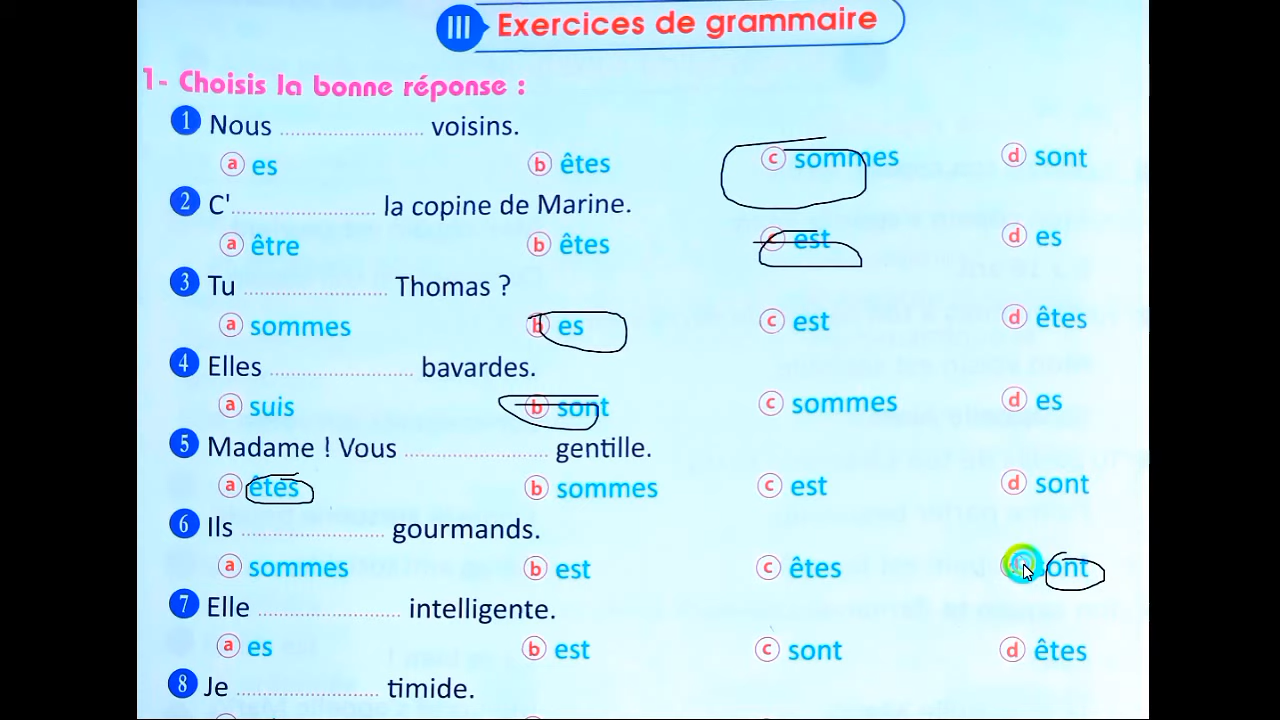 III Exercices de grammaire
1- Choisis la bonne réponse :
1 Nous ........................ voisins.
a es b êtes c sommes d sont
2 C'........................ la copine de Marine.
a être b êtes c est d es
3 Tu ........................ Thomas ?
a sommes b es c est d êtes
4 Elles ........................ bavardes.
a suis b sont c sommes d es
5 Madame ! Vous ........................ gentille.
a êtes b sommes c est d sont
6 Ils ........................ gourmands.
a sommes b est c êtes sont
7 Elle ........................ intelligente.
a es b est c sont d êtes
8 Je ........................ timide.